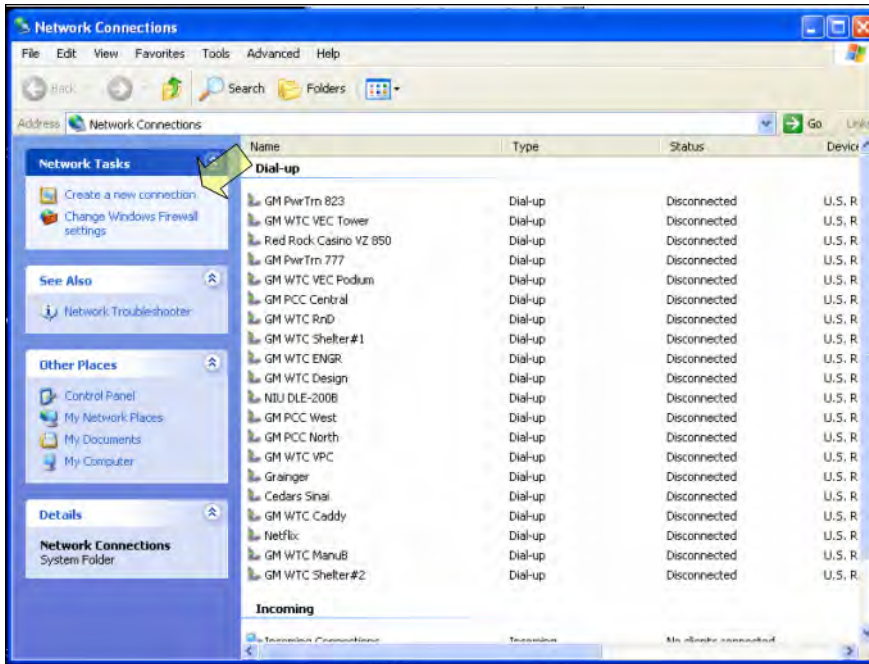 Network Connections
File Edit View Favorites Tools Advanced Help
Back Search Folders
Address Network Connections Go Links
Name Type Status Device
Network Tasks
Create a new connection
Change Windows Firewall
settings
See Also
Network Troubleshooter
Other Places
Control Panel
My Network Places
My Documents
My Computer
Details
Network Connections
System Folder
Dial-up
GM PwrTrn 823 Dial-up Disconnected U.S. R
GM WTC VEC Tower Dial-up Disconnected U.S. R
Red Rock Casino VZ 850 Dial-up Disconnected U.S. R
GM PwrTrn 777 Dial-up Disconnected U.S. R
GM WTC VEC Podium Dial-up Disconnected U.S. R
GM PCC Central Dial-up Disconnected U.S. R
GM WTC RnD Dial-up Disconnected U.S. R
GM WTC Shelter#1 Dial-up Disconnected U.S. R
GM WTC ENGR Dial-up Disconnected U.S. R
GM WTC Design Dial-up Disconnected U.S. R
NIU DLE-200B Dial-up Disconnected U.S. R
GM PCC West Dial-up Disconnected U.S. R
GM PCC North Dial-up Disconnected U.S. R
GM WTC VPC Dial-up Disconnected U.S. R
Grainger Dial-up Disconnected U.S. R
Cedars Sinai Dial-up Disconnected U.S. R
GM WTC Caddy Dial-up Disconnected U.S. R
Netflix Dial-up Disconnected U.S. R
GM WTC ManuB Dial-up Disconnected U.S. R
GM WTC Shelter#2 Dial-up Disconnected U.S. R
Incoming
Incoming Connections Incoming No clients connected